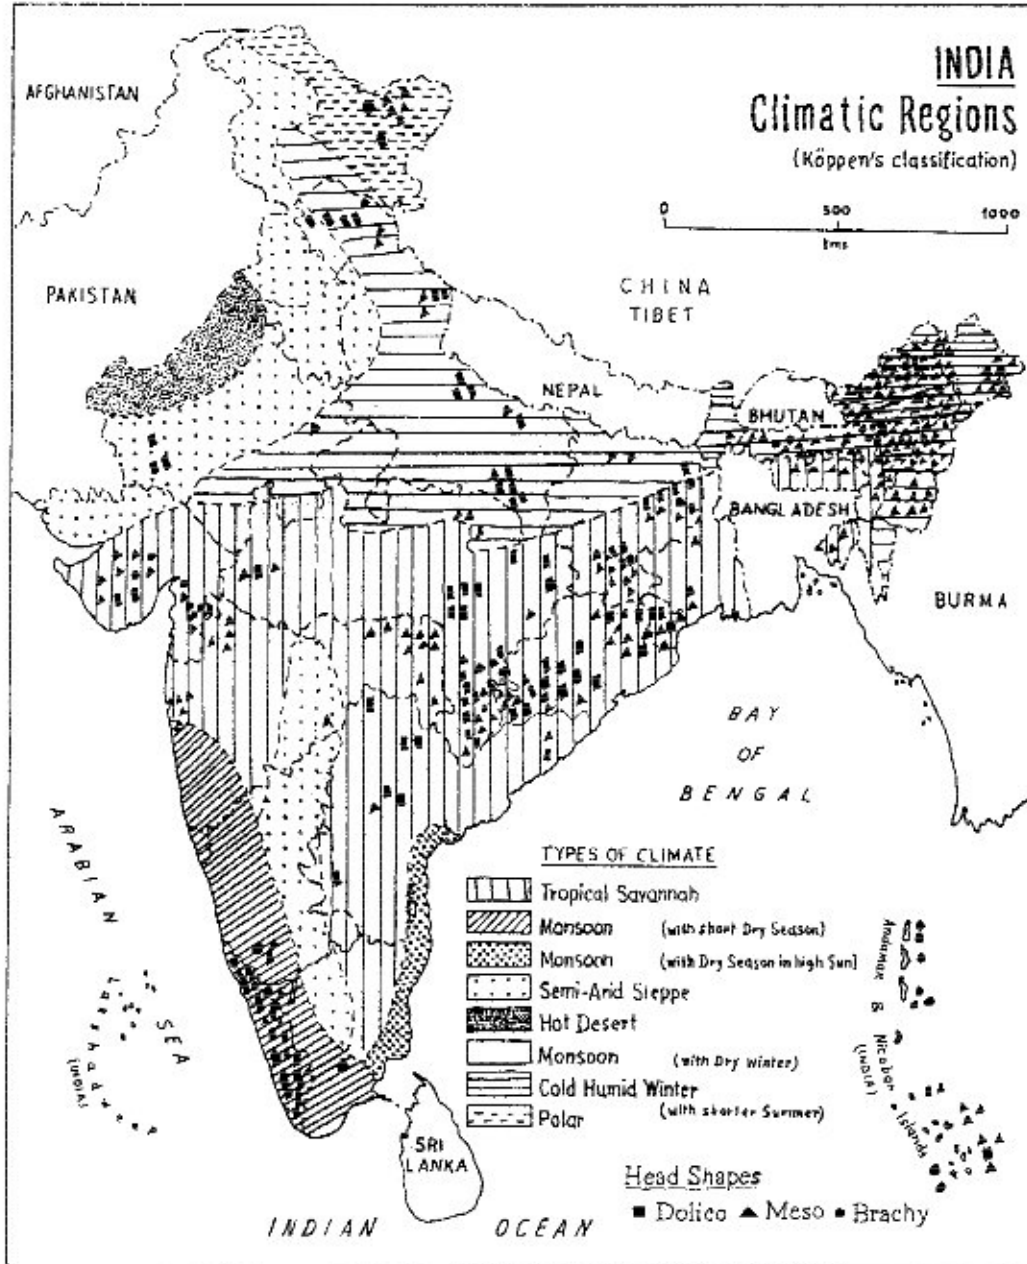 INDIA
Climatic Regions
(Köppen's classification)
0 500 1000
kms
AFGHANISTAN
PAKISTAN
CHINA
TIBET
NEPAL
BHUTAN
BANGLADESH
BURMA
BAY
OF
BENGAL
ARABIAN
SEA
Lakshadweep
(INDIA)
TYPES OF CLIMATE
Tropical Savannah
Monsoon (with short Dry Season)
Monsoon (with Dry Season in high Sun)
Semi-Arid Steppe
Hot Desert
Monsoon (with Dry Winter)
Cold Humid Winter
(with shorter Summer)
Polar
Andaman &
Nicobar
Islands
(INDIA)
SRI
LANKA
Head Shapes
■ Dolico ▲ Meso ● Brachy
INDIAN OCEAN